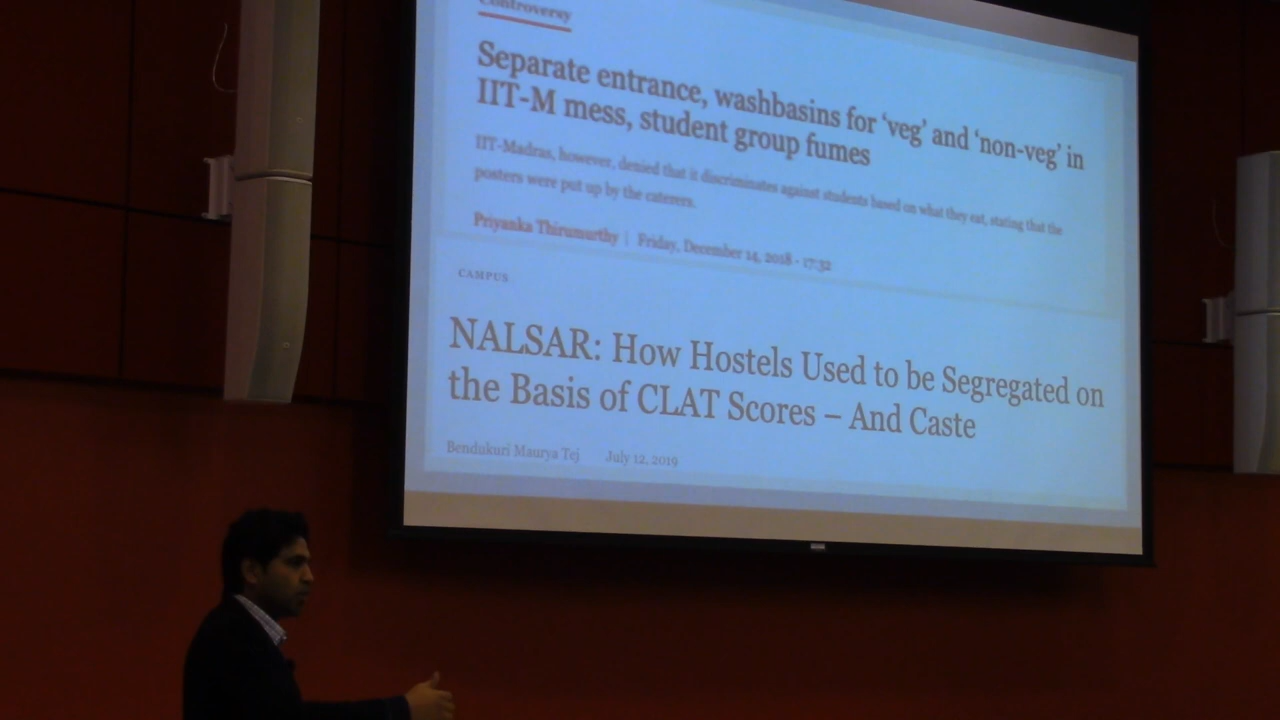 Controversy
Separate entrance, washbasins for ‘veg’ and ‘non-veg’ in
IIT-M mess, student group fumes
IIT-Madras, however, denied that it discriminates against students based on what they eat, stating that the
posters were put up by the caterers.
Priyanka Thirumurthy | Friday, December 14, 2018 - 17:32
CAMPUS
NALSAR: How Hostels Used to be Segregated on
the Basis of CLAT Scores – And Caste
Bendukuri Maurya Tej July 12, 2019